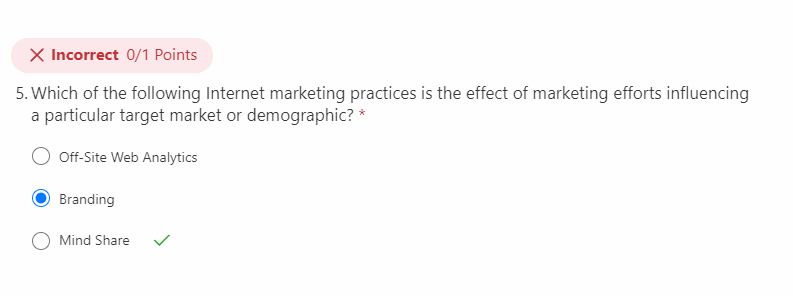 Incorrect 0/1 Points
5. Which of the following Internet marketing practices is the effect of marketing efforts influencing
a particular target market or demographic? *
Off-Site Web Analytics
Branding
Mind Share